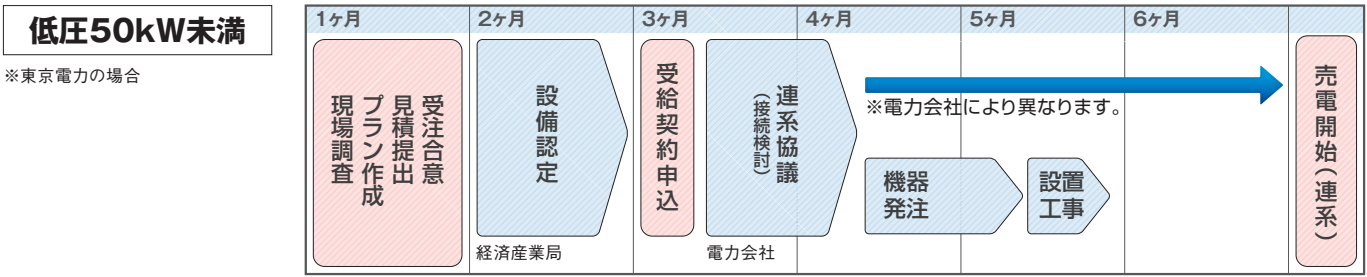 低圧50kW未満
※東京電力の場合
1ヶ月
2ヶ月
3ヶ月
4ヶ月
5ヶ月
6ヶ月
受注合意
見積提出
プラン作成
現場調査
設備認定
経済産業局
受給契約申込
連系協議
（接続検討）
電力会社
※電力会社により異なります。
機器
発注
設置
工事
売電開始（連系）